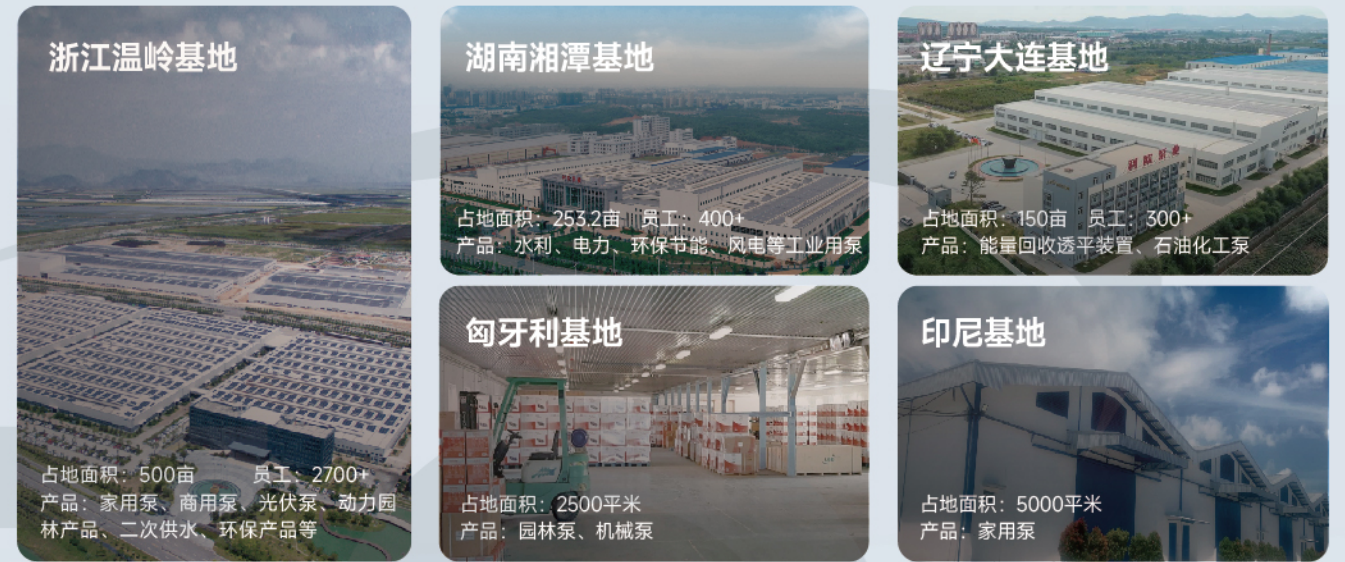 浙江温岭基地
占地面积：500亩 员工：2700+
产品：家用泵、商用泵、光伏泵、动力园
林产品、二次供水、环保产品等
湖南湘潭基地
占地面积：253.2亩 员工：400+
产品：水利、电力、环保节能、风电等工业用泵
辽宁大连基地
占地面积：150亩 员工：300+
产品：能量回收透平装置、石油化工泵
匈牙利基地
占地面积：2500平米
产品：园林泵、机械泵
印尼基地
占地面积：5000平米
产品：家用泵